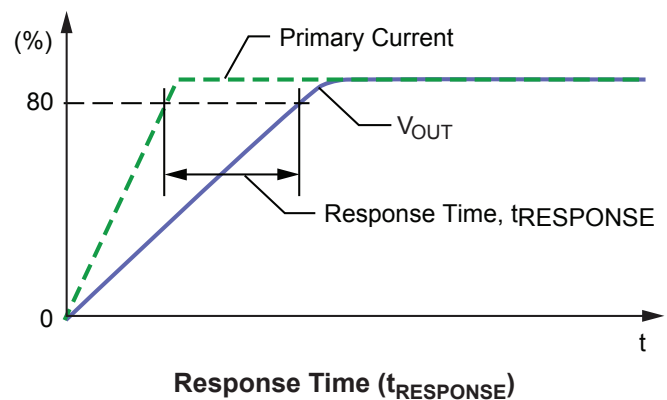 (%)
Primary Current
80
VOUT
Response Time, tRESPONSE
0
t
Response Time (tRESPONSE)